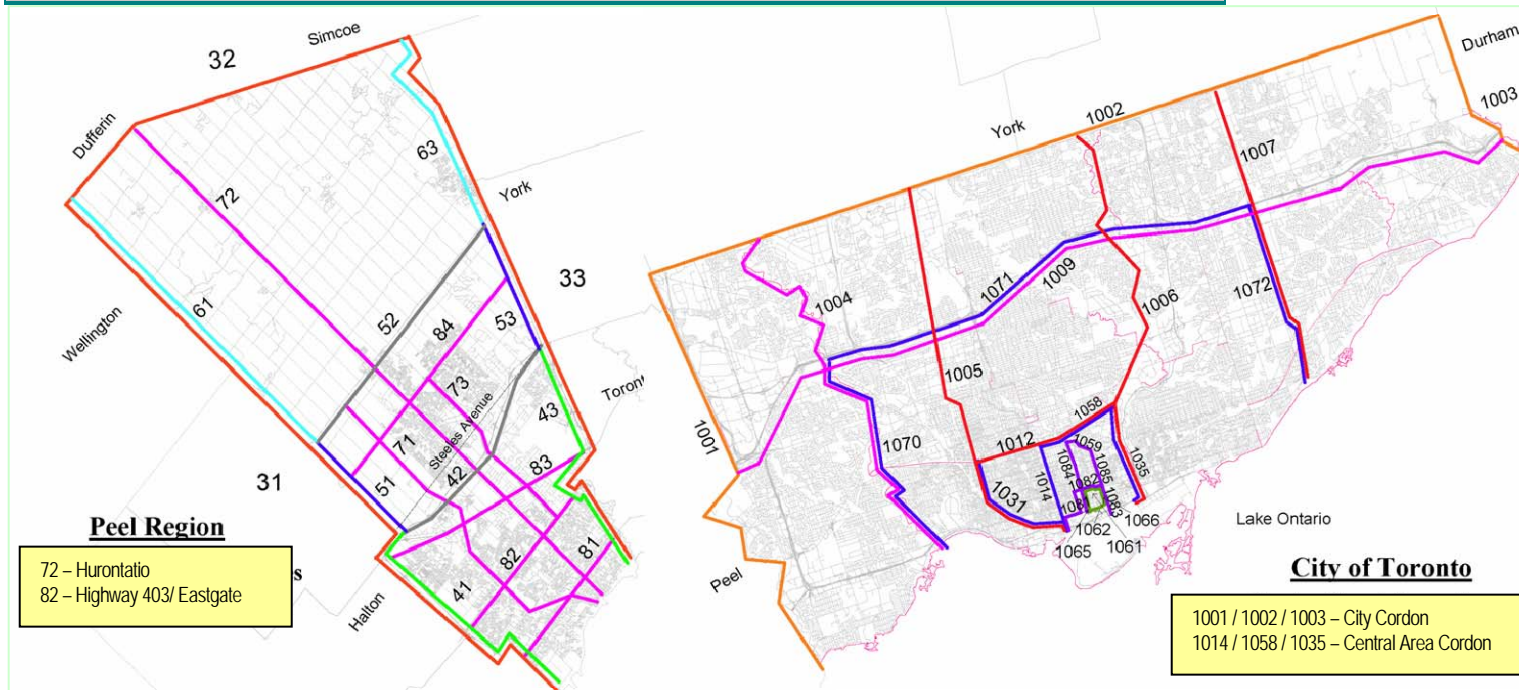 32
Simcoe
Dufferin
63
72
York
33
61
52
84
53
Wellington
73
Steeles Avenue
43
71
42
83
51
31
82
81
41
Halton
Peel Region
72 – Hurontatio
82 – Highway 403/ Eastgate
s
Durham
1003
1002
York
1007
1004
1071
1009
1006
1072
1005
1001
1070
1012
1058
1059
1084
1085
1035
1014
1082
1031
1081
1083
1066
1062
1065
1061
Peel
Lake Ontario
City of Toronto
1001 / 1002 / 1003 – City Cordon
1014 / 1058 / 1035 – Central Area Cordon